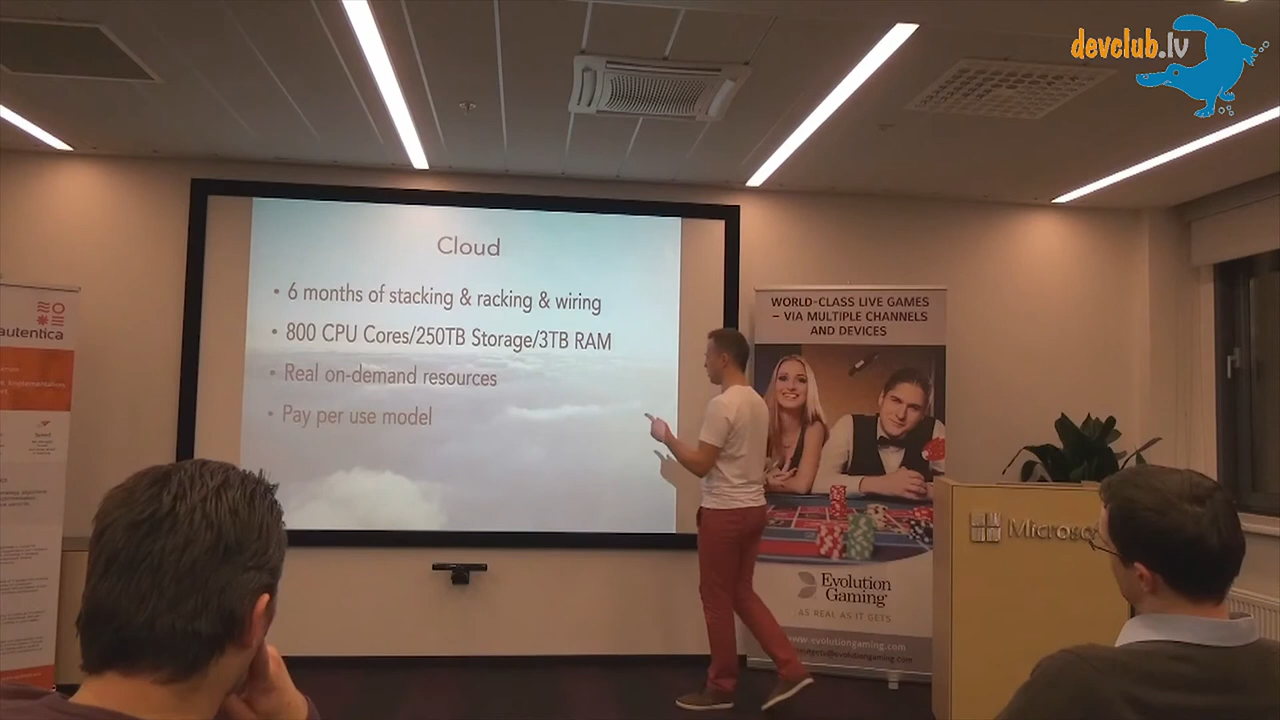 devclub.lv
Cloud
• 6 months of stacking & racking & wiring
• 800 CPU Cores/250TB Storage/3TB RAM
• Real on-demand resources
• Pay per use model
autentica
WORLD-CLASS LIVE GAMES
– VIA MULTIPLE CHANNELS
AND DEVICES
Evolution
Gaming
AS REAL AS IT GETS
www.evolutiongaming.com
Microso